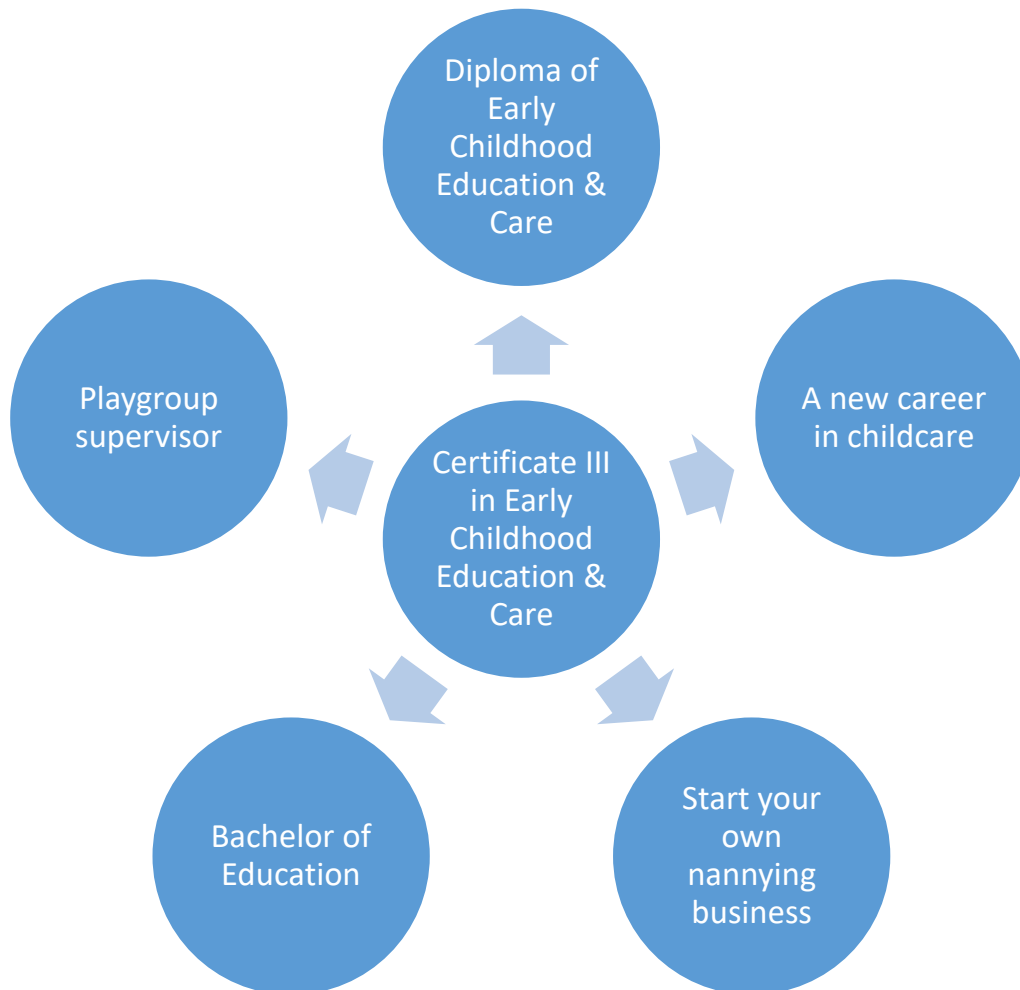 Diploma of
Early
Childhood
Education &
Care
Playgroup
supervisor
A new career
in childcare
Certificate III
in Early
Childhood
Education &
Care
Bachelor of
Education
Start your
own
nannying
business